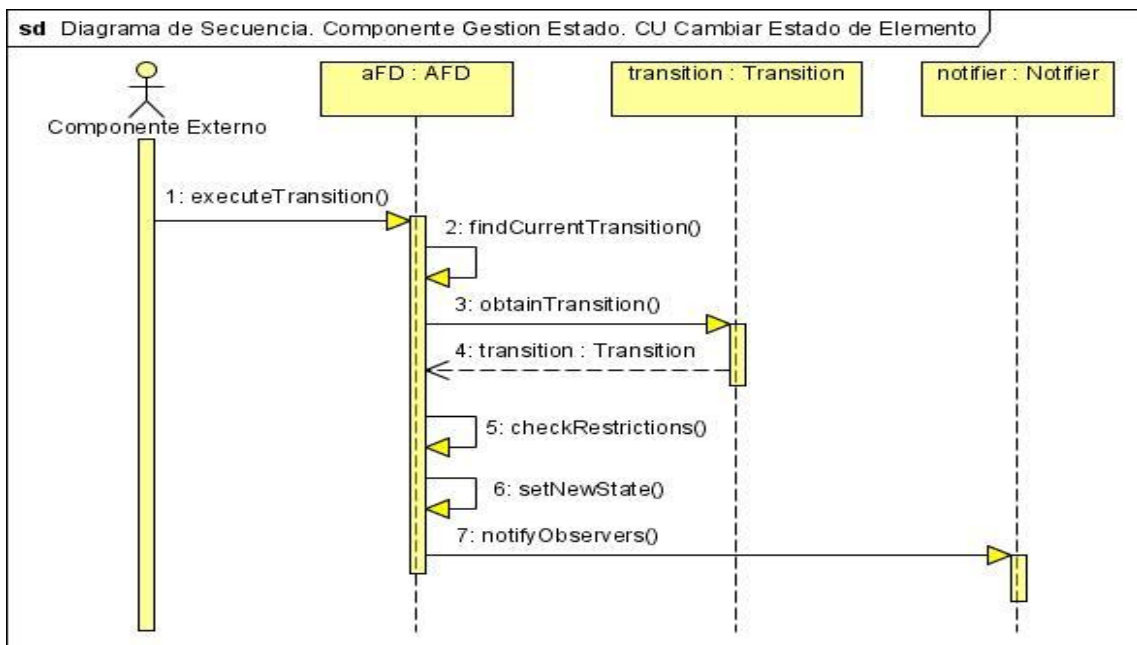 sd Diagrama de Secuencia. Componente Gestion Estado. CU Cambiar Estado de Elemento
aFD : AFD
transition : Transition
notifier : Notifier
Componente Externo
1: executeTransition()
2: findCurrentTransition()
3: obtainTransition()
4: transition : Transition
5: checkRestrictions()
6: setNewState()
7: notifyObservers()